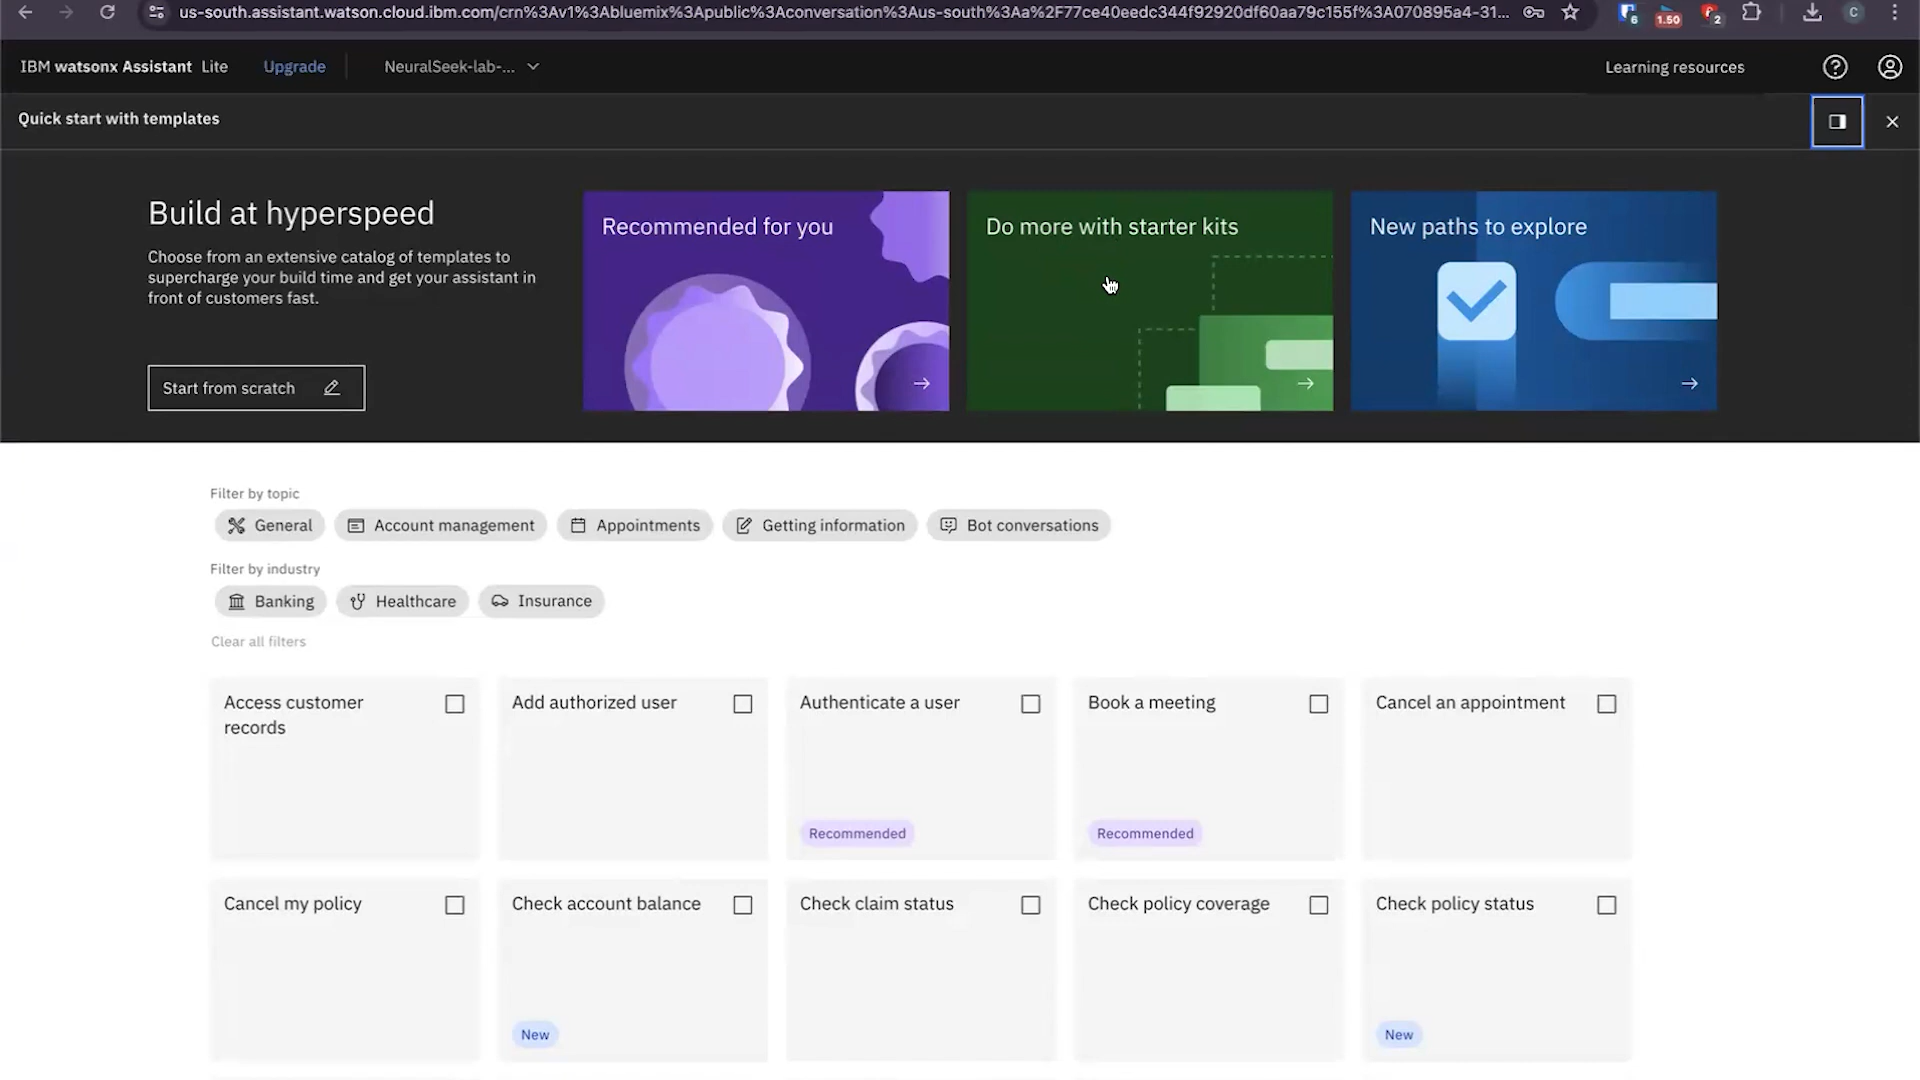 us-south.assistant.watson.cloud.ibm.com/crn%3Av1%3Abluemix%3Apublic%3Aconversation%3Aus-south%3Aa%2F77ce40eedc344f92920df60aa79c155f%3A070895a4-31...
6
1.50
2
C
IBM watsonx Assistant Lite
Upgrade
NeuralSeek-lab-...
Learning resources
Quick start with templates
Build at hyperspeed
Choose from an extensive catalog of templates to
supercharge your build time and get your assistant in
front of customers fast.
Start from scratch
Recommended for you
Do more with starter kits
New paths to explore
Filter by topic
General
Account management
Appointments
Getting information
Bot conversations
Filter by industry
Banking
Healthcare
Insurance
Clear all filters
Access customer
records
Add authorized user
Authenticate a user
Recommended
Book a meeting
Recommended
Cancel an appointment
Cancel my policy
Check account balance
New
Check claim status
Check policy coverage
Check policy status
New